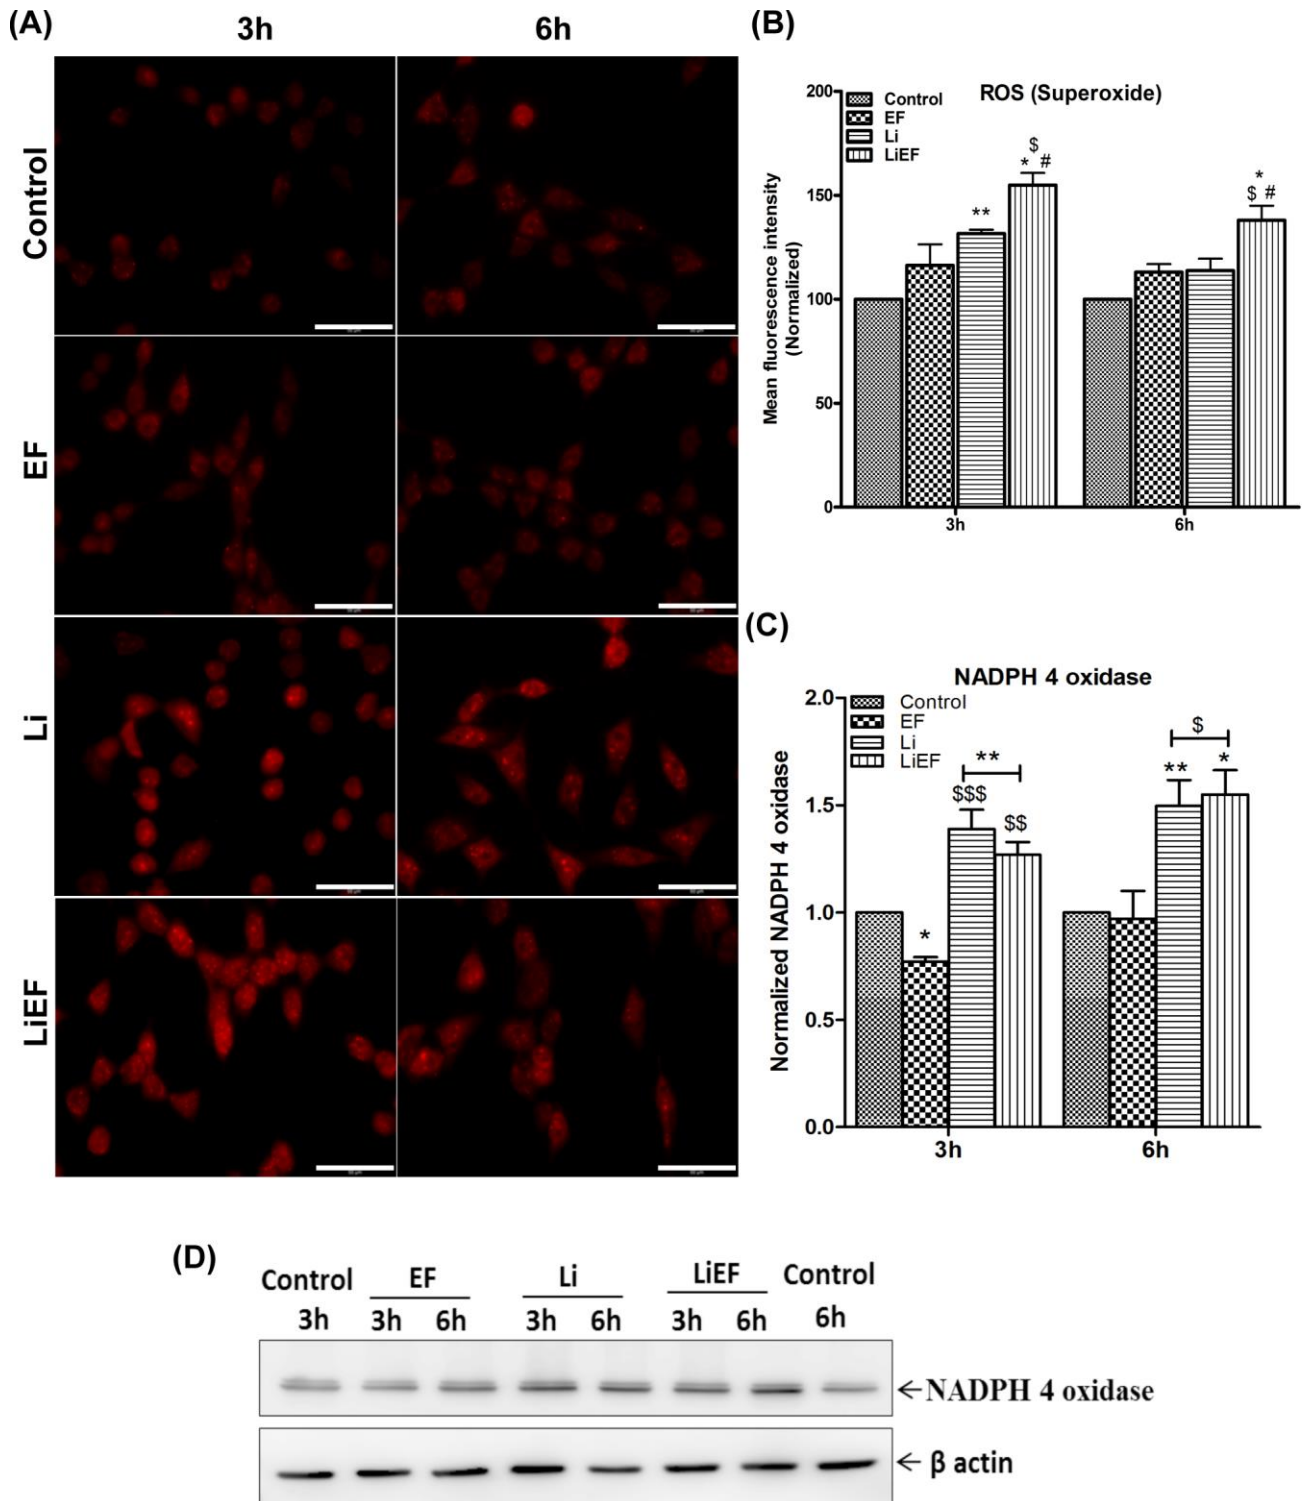 (A)
3h
6h
Control
EF
Li
LiEF
(B)
ROS (Superoxide)
Control
EF
Li
LiEF
Mean fluorescence intensity
(Normalized)
200
150
100
50
0
**
$
* #
*
$ #
3h
6h
(C)
NADPH 4 oxidase
Control
EF
Li
LiEF
Normalized NADPH 4 oxidase
2.0
1.5
1.0
0.5
0.0
*
$$$
**
$$
**
$
*
3h
6h
(D)
Control EF Li LiEF Control
3h 3h 6h 3h 6h 3h 6h 6h
←NADPH 4 oxidase
← β actin